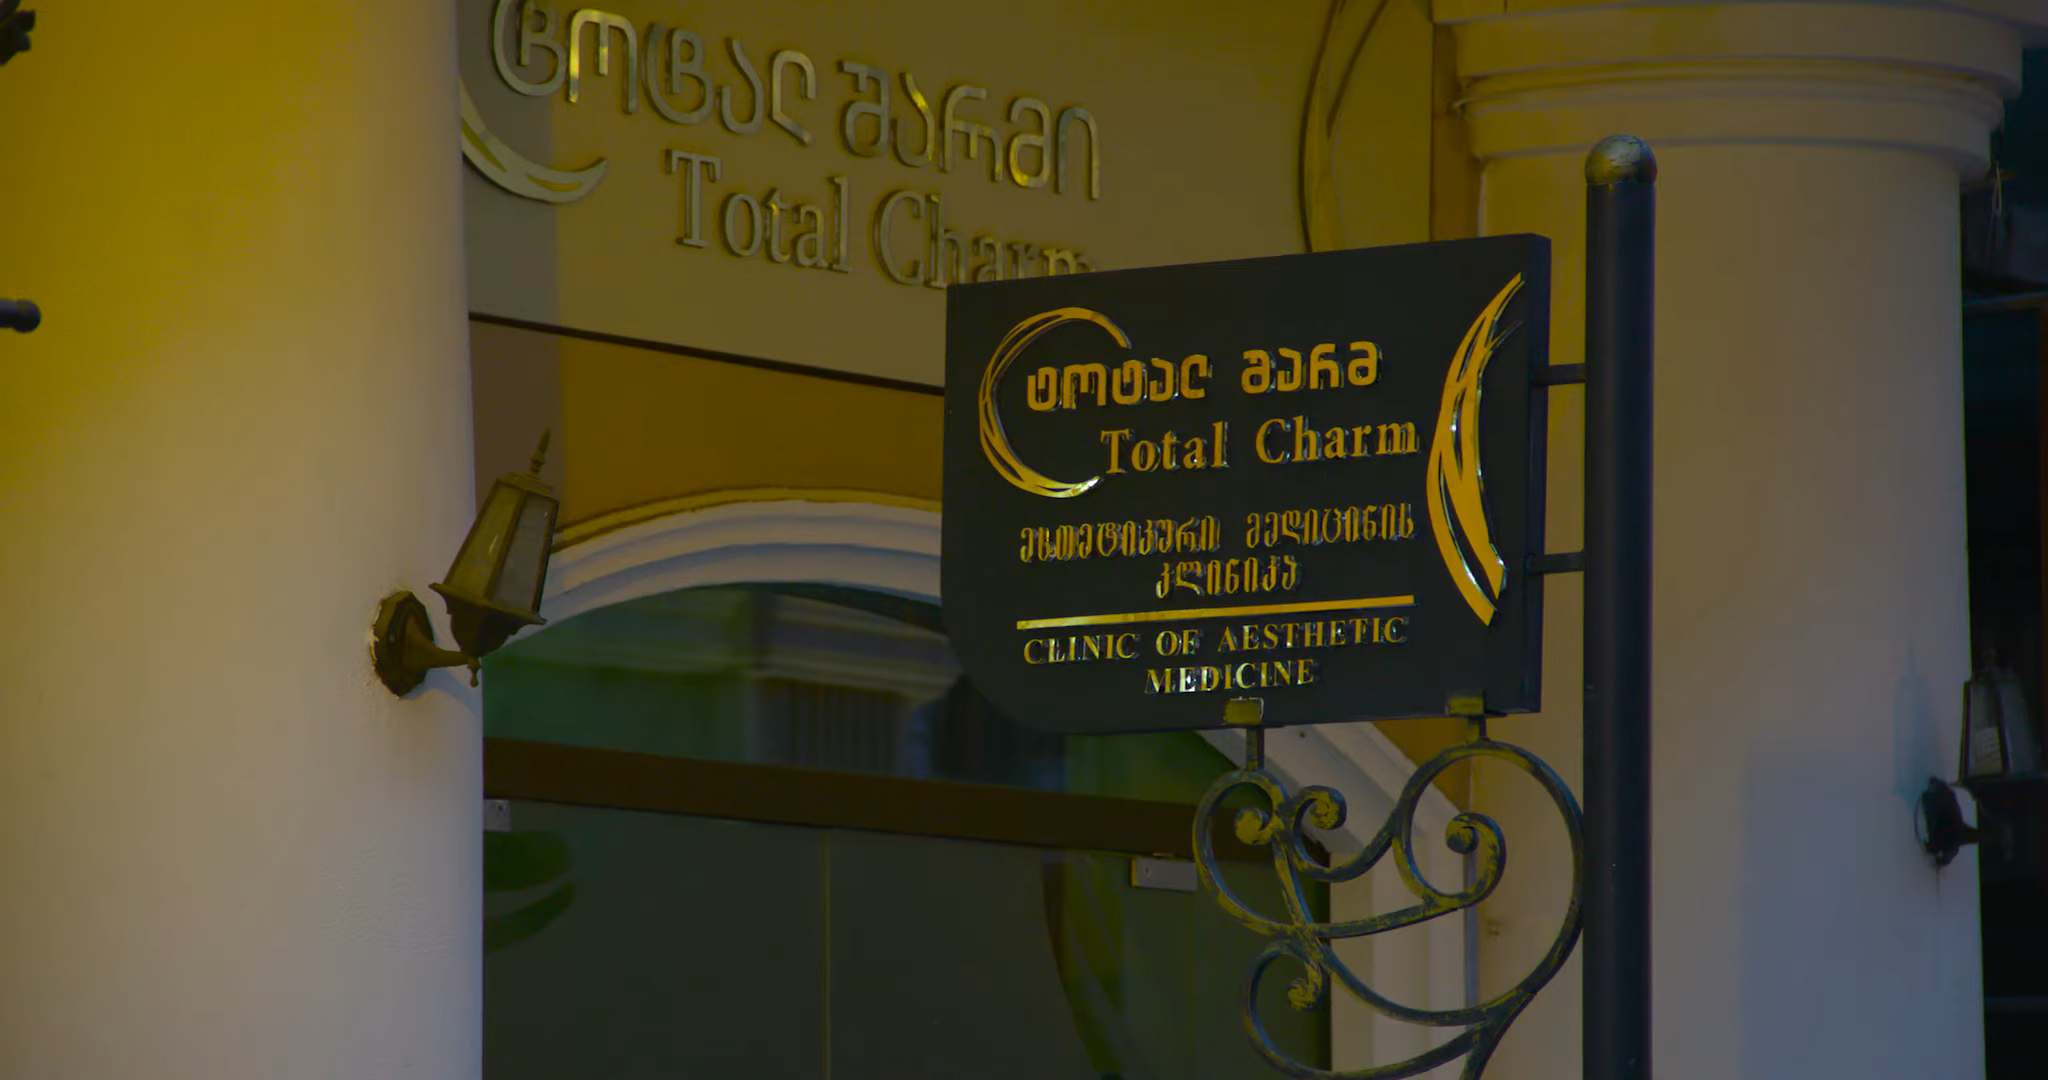 ტოტალ შარმი
Total Charm
ტოტალ შარმ
Total Charm
ესთეტიკური მედიცინის
კლინიკა
CLINIC OF AESTHETIC
MEDICINE